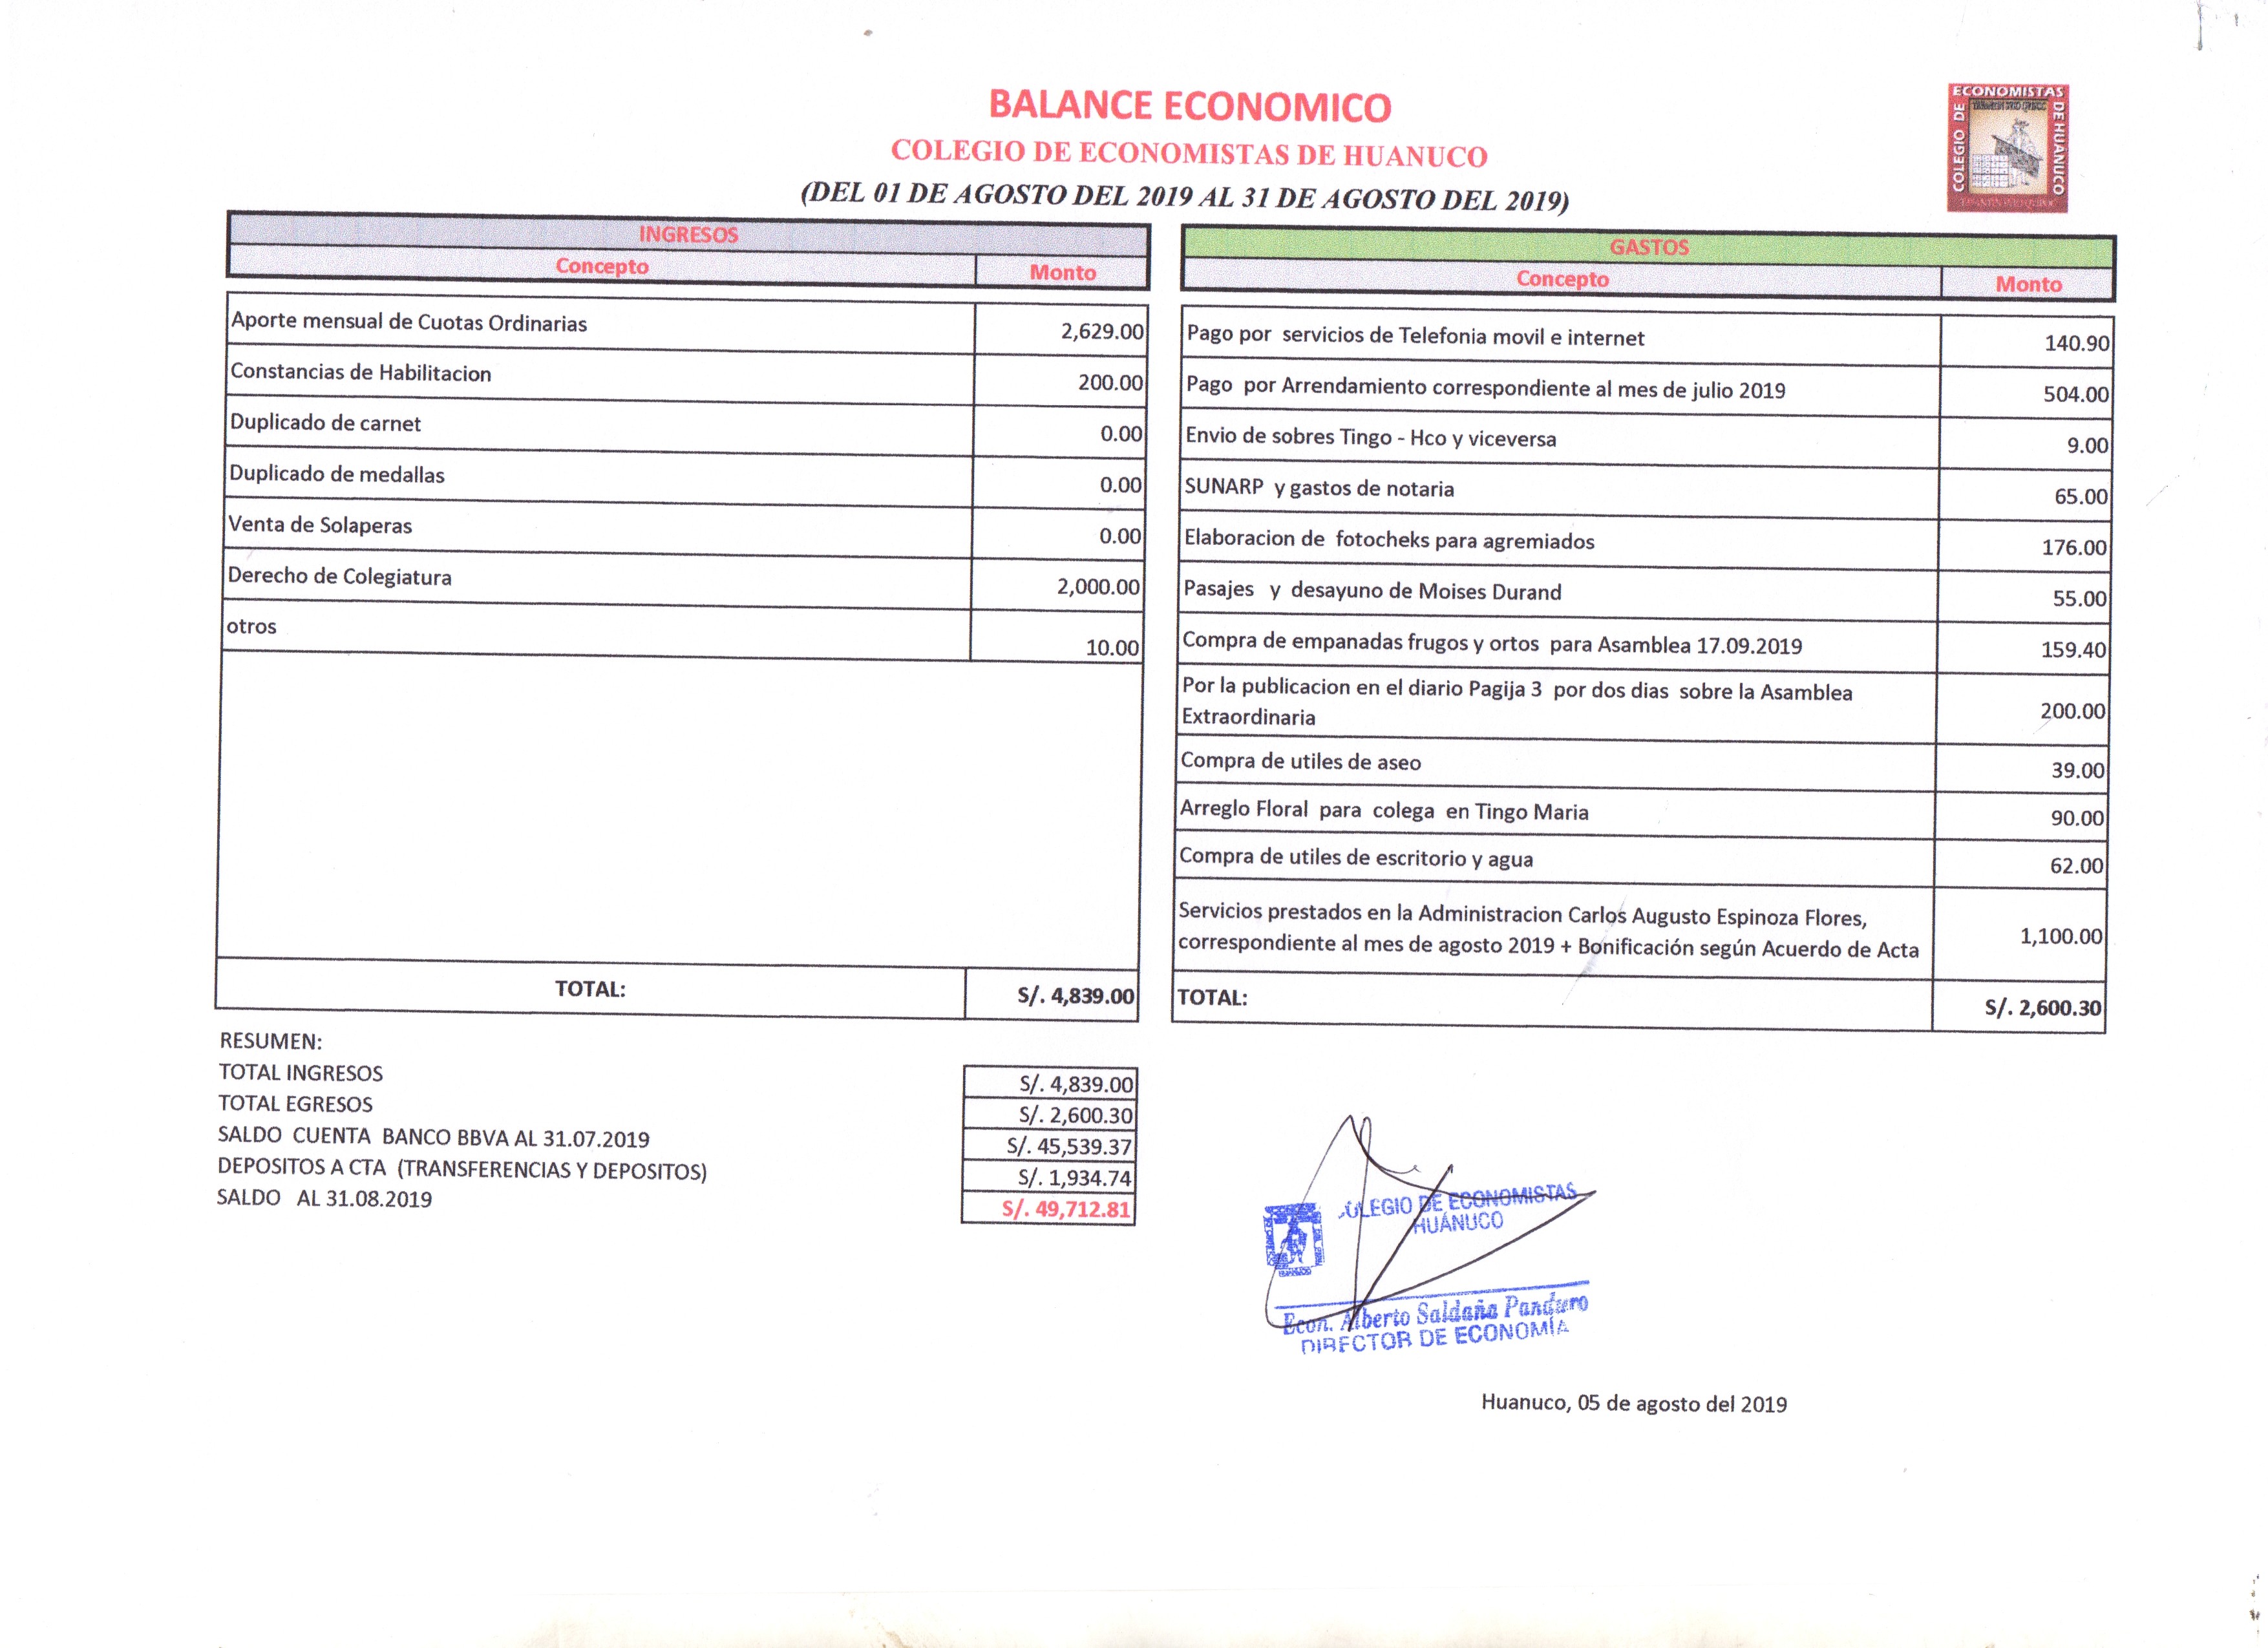 BALANCE ECONOMICO
COLEGIO DE ECONOMISTAS DE HUANUCO
(DEL 01 DE AGOSTO DEL 2019 AL 31 DE AGOSTO DEL 2019)
ECONOMISTAS
COLEGIO DE
DE HUANUCO
INGRESOS
Concepto Monto
Aporte mensual de Cuotas Ordinarias 2,629.00
Constancias de Habilitacion 200.00
Duplicado de carnet 0.00
Duplicado de medallas 0.00
Venta de Solaperas 0.00
Derecho de Colegiatura 2,000.00
otros 10.00
TOTAL: S/. 4,839.00
GASTOS
Concepto Monto
Pago por servicios de Telefonia movil e internet 140.90
Pago por Arrendamiento correspondiente al mes de julio 2019 504.00
Envio de sobres Tingo - Hco y viceversa 9.00
SUNARP y gastos de notaria 65.00
Elaboracion de fotocheks para agremiados 176.00
Pasajes y desayuno de Moises Durand 55.00
Compra de empanadas frugos y ortos para Asamblea 17.09.2019 159.40
Por la publicacion en el diario Pagija 3 por dos dias sobre la Asamblea
Extraordinaria 200.00
Compra de utiles de aseo 39.00
Arreglo Floral para colega en Tingo Maria 90.00
Compra de utiles de escritorio y agua 62.00
Servicios prestados en la Administracion Carlos Augusto Espinoza Flores,
correspondiente al mes de agosto 2019 + Bonificación según Acuerdo de Acta 1,100.00
TOTAL: S/. 2,600.30
RESUMEN:
TOTAL INGRESOS S/. 4,839.00
TOTAL EGRESOS S/. 2,600.30
SALDO CUENTA BANCO BBVA AL 31.07.2019 S/. 45,539.37
DEPOSITOS A CTA (TRANSFERENCIAS Y DEPOSITOS) S/. 1,934.74
SALDO AL 31.08.2019 S/. 49,712.81
COLEGIO DE ECONOMISTAS
HUÁNUCO
Econ. Alberto Saldaña Panduro
DIRECTOR DE ECONOMÍA
Huanuco, 05 de agosto del 2019